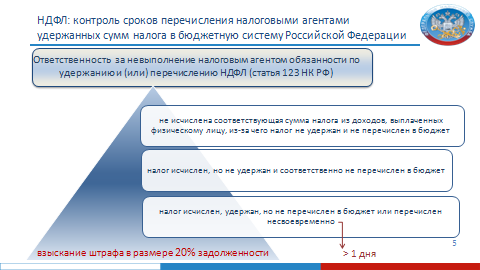 НДФЛ: контроль сроков перечисления налоговыми агентами
удержанных сумм налога в бюджетную систему Российской Федерации
Ответственность за невыполнение налоговым агентом обязанности по
удержанию и (или) перечислению НДФЛ (статья 123 НК РФ)
не исчислена соответствующая сумма налога из доходов, выплаченных
физическому лицу, из-за чего налог не удержан и не перечислен в бюджет
налог исчислен, но не удержан и соответственно не перечислен в бюджет
налог исчислен, удержан, но не перечислен в бюджет или перечислен
несвоевременно
5
взыскание штрафа в размере 20% задолженности
> 1 дня